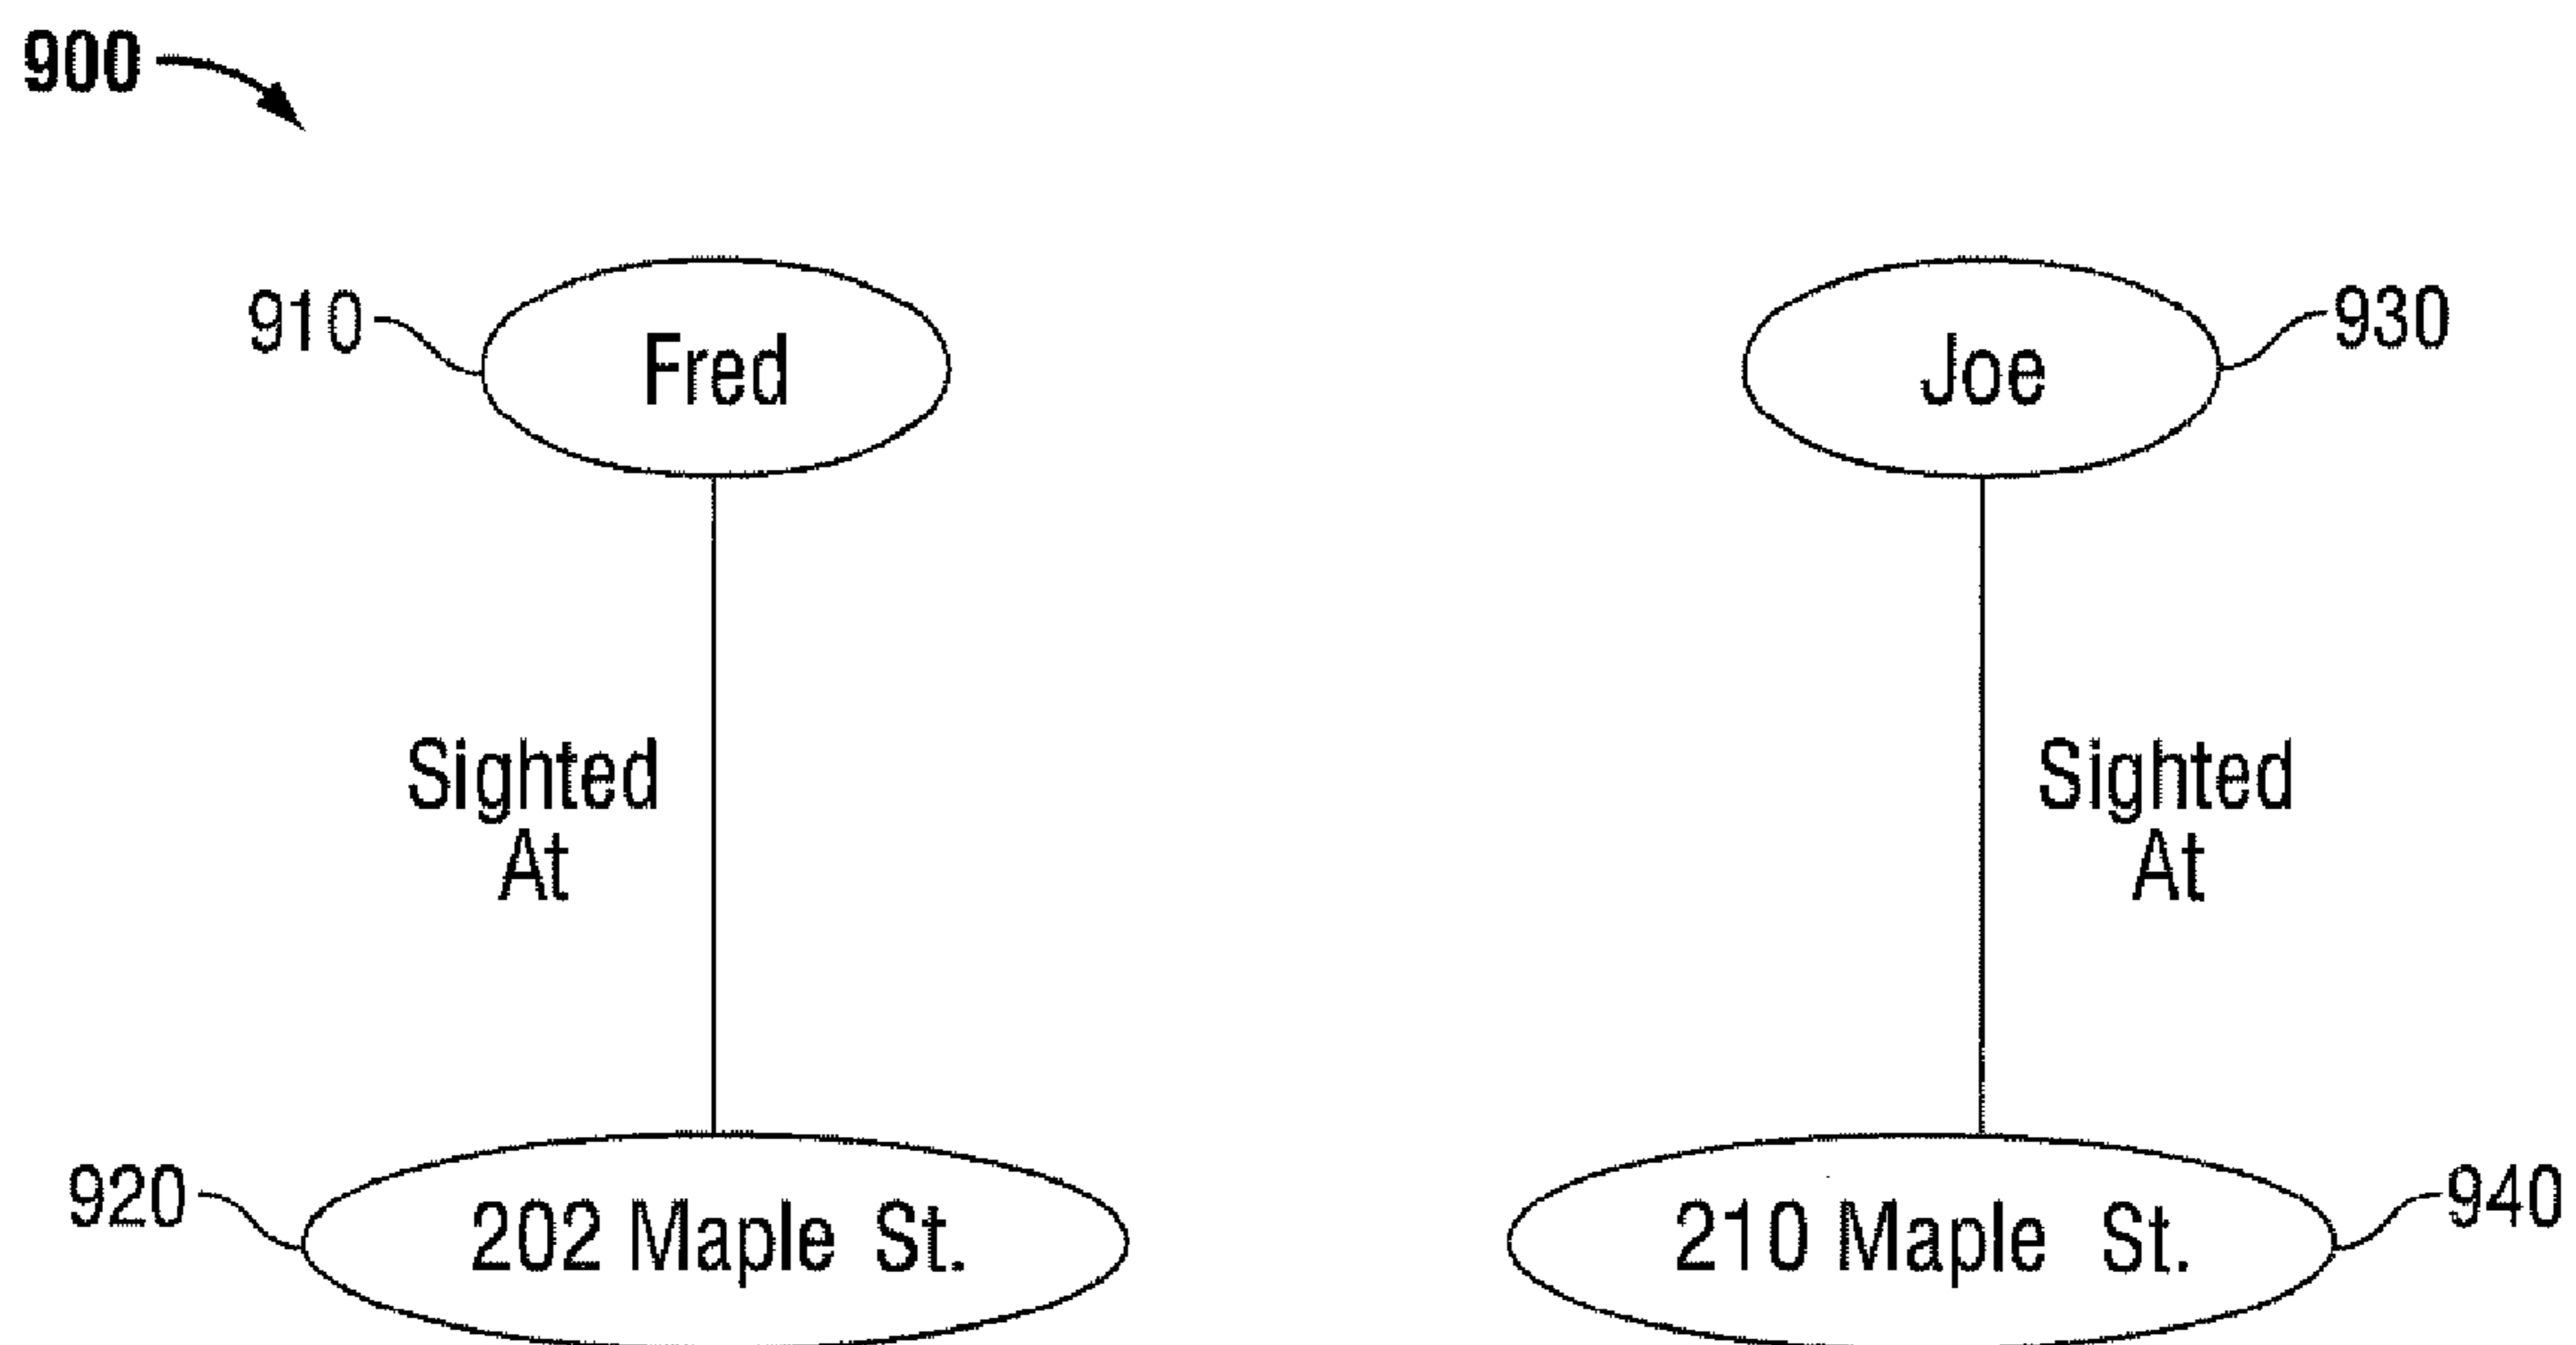 900
910
Fred
Joe
930
Sighted
At
Sighted
At
920
202 Maple St.
210 Maple St.
940